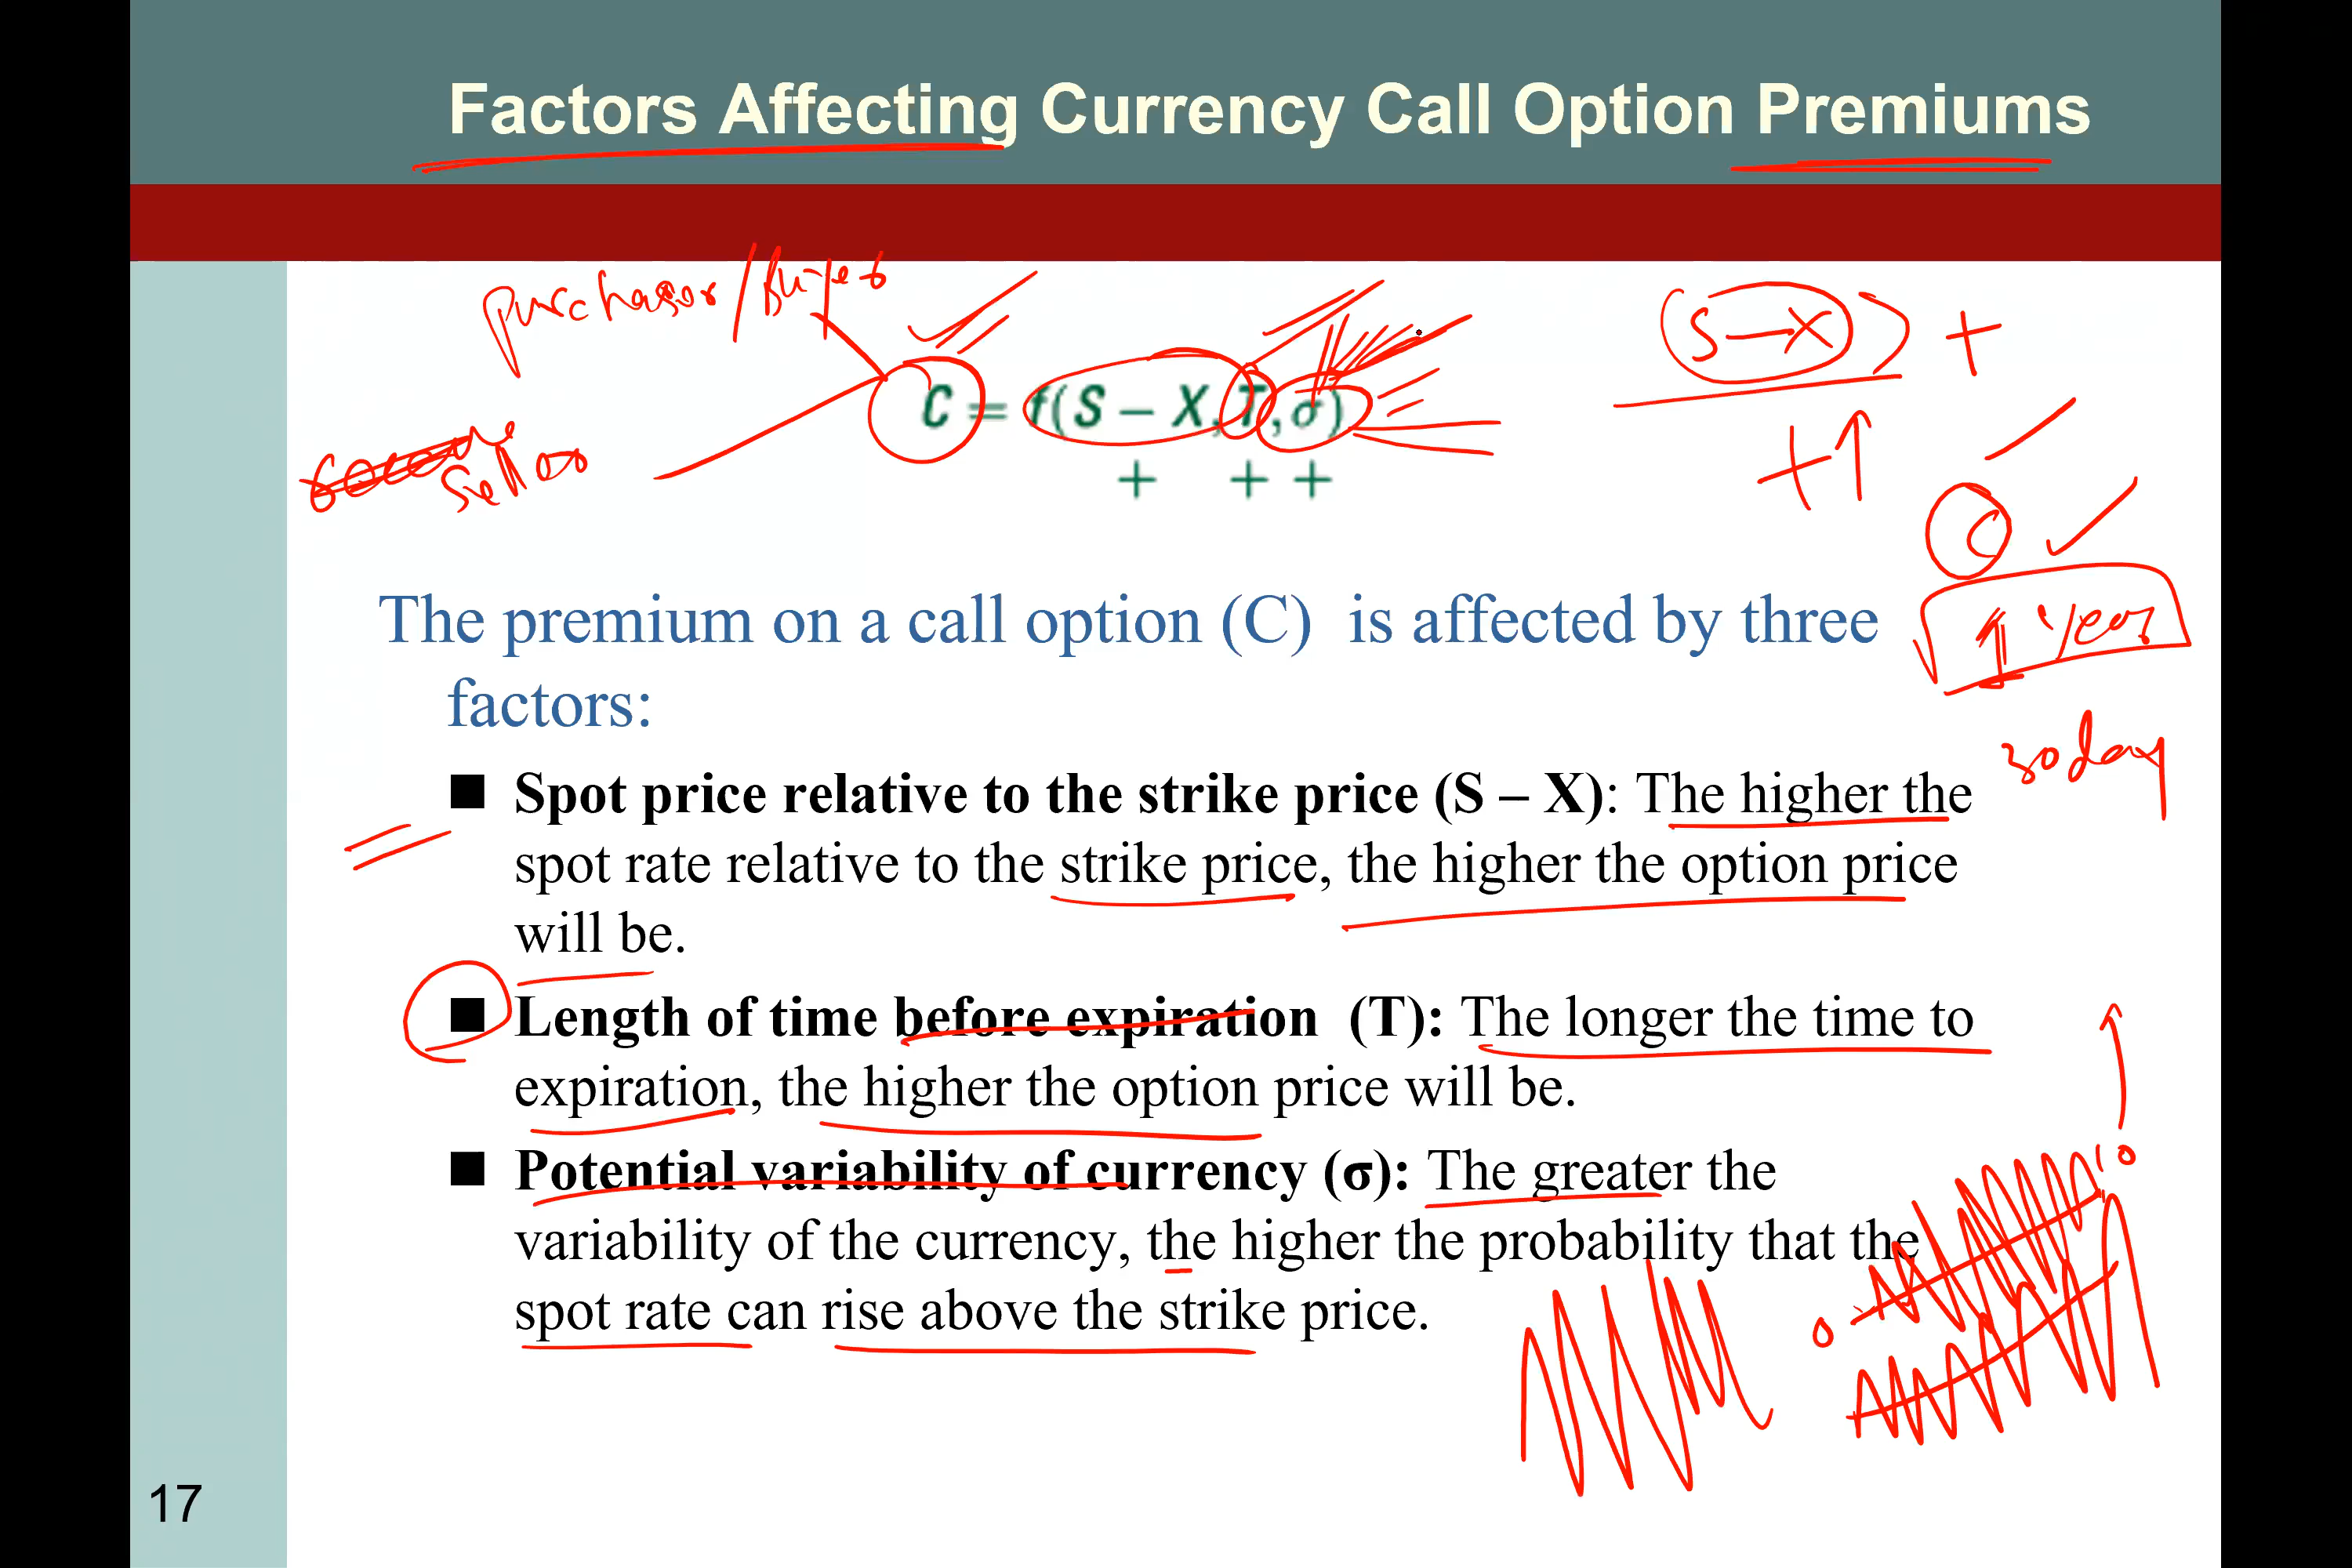 Factors Affecting Currency Call Option Premiums
purchaser / buyer
(S – X) +
C = f(S – X, T, σ)
+ + +
seller
+
C
1 year
30 day
The premium on a call option (C) is affected by three
factors:
■ Spot price relative to the strike price (S – X): The higher the
spot rate relative to the strike price, the higher the option price
will be.
■ Length of time before expiration (T): The longer the time to
expiration, the higher the option price will be.
■ Potential variability of currency (σ): The greater the
variability of the currency, the higher the probability that the
spot rate can rise above the strike price.
10
0
17